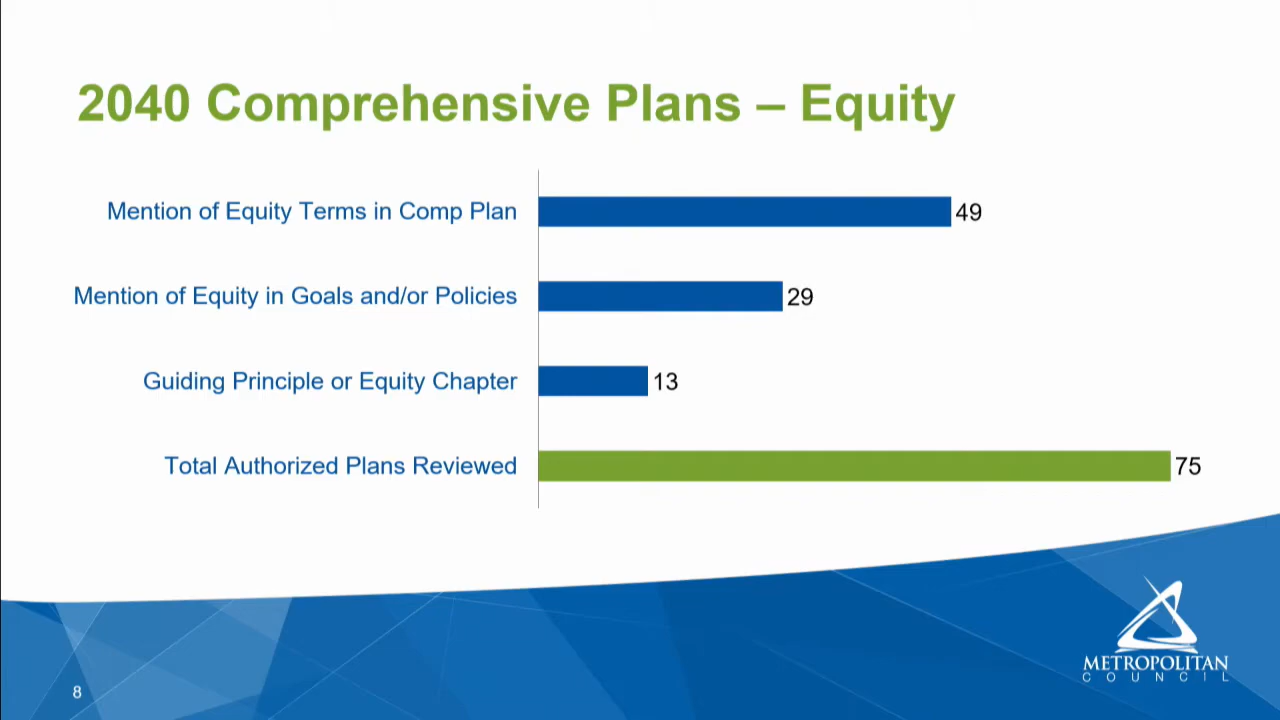 2040 Comprehensive Plans – Equity
Mention of Equity Terms in Comp Plan
49
Mention of Equity in Goals and/or Policies
29
Guiding Principle or Equity Chapter
13
Total Authorized Plans Reviewed
75
METROPOLITAN
COUNCIL
8